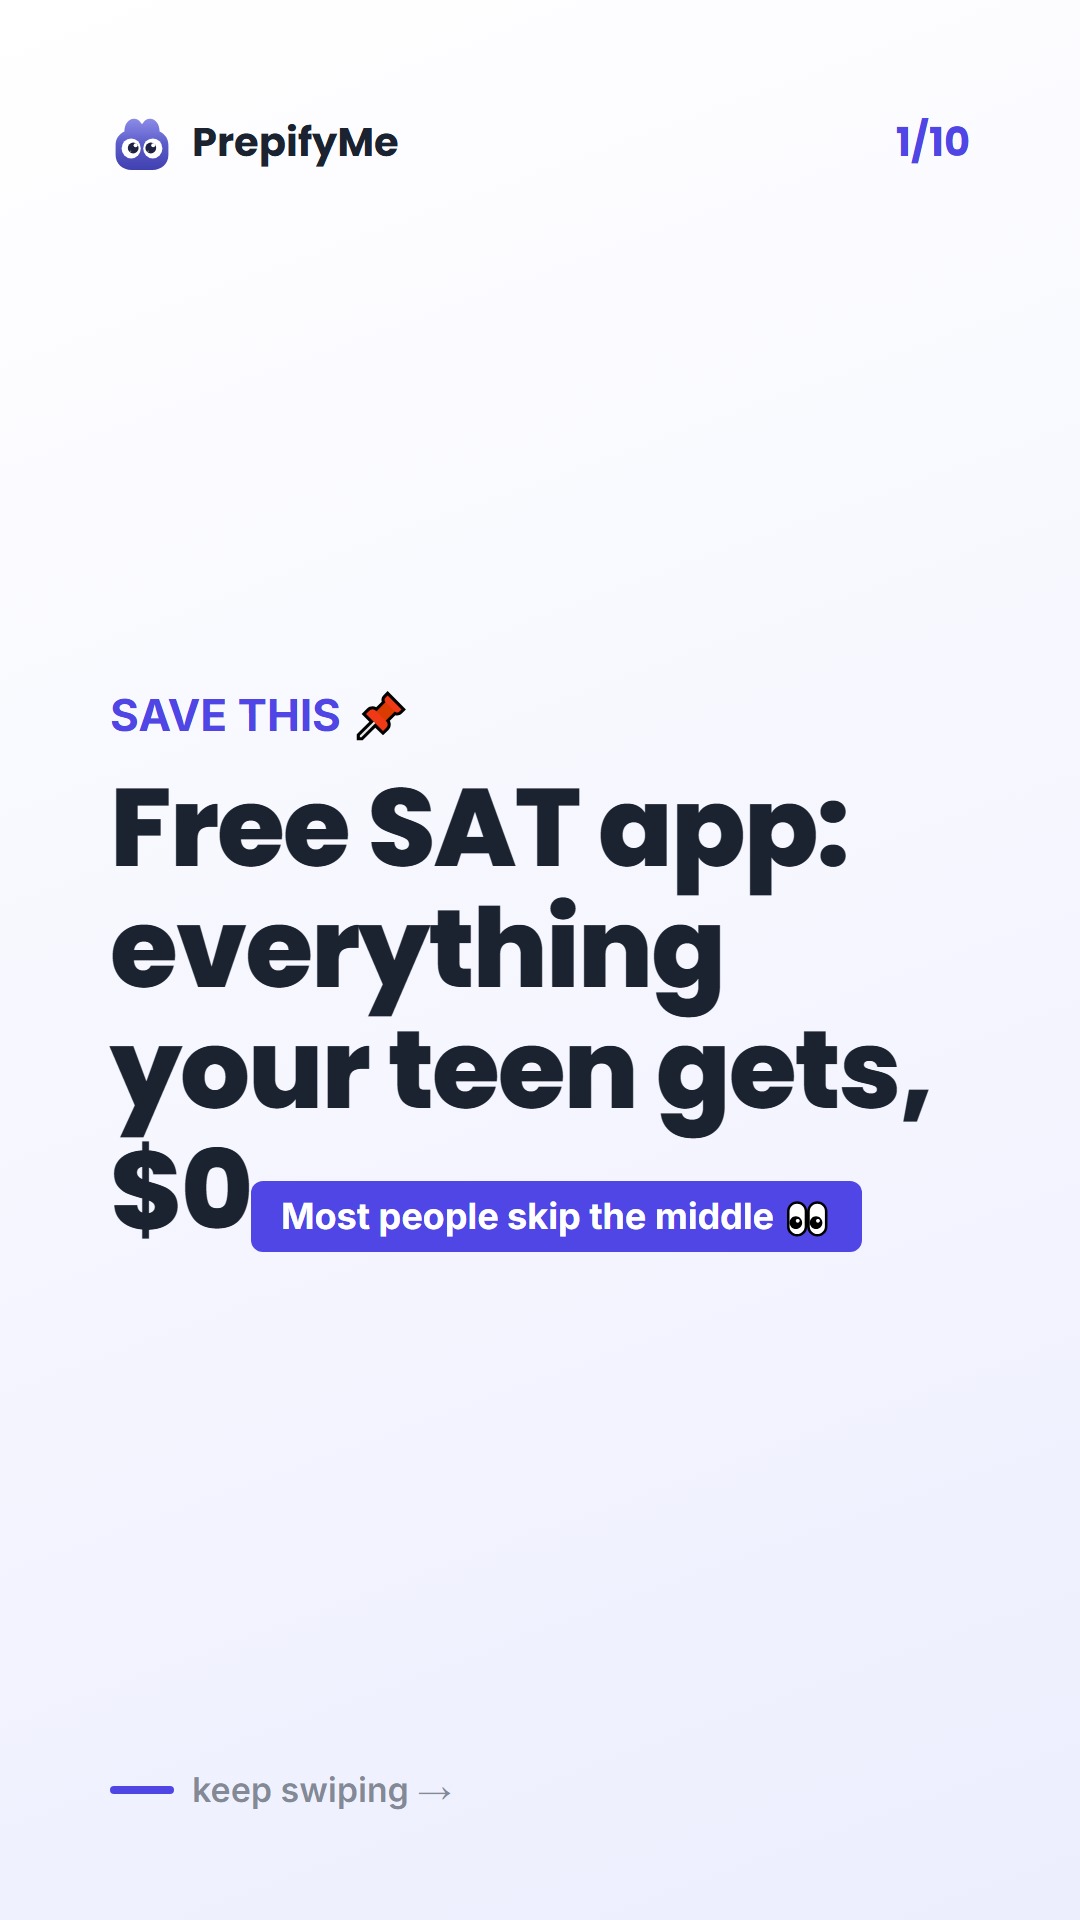 PrepifyMe
1/10
SAVE THIS 📌
Free SAT app:
everything
your teen gets,
$0
Most people skip the middle 👀
keep swiping →